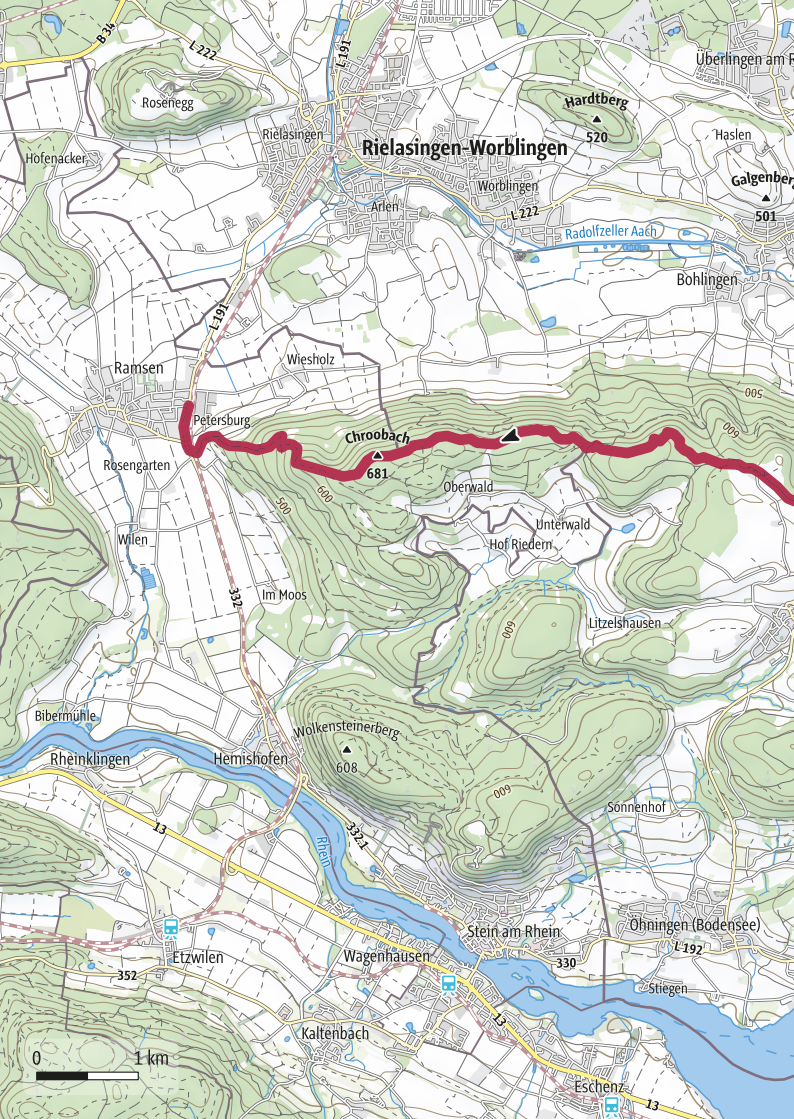 B 34
L 222
L 191
Überlingen am R
Rosenegg
Hardtberg
520
Rielasingen
Haslen
Rielasingen-Worblingen
Hofenacker
Galgenberg
501
Worblingen
Arlen
L 222
Radolfzeller Aach
Bohlingen
L 191
Wiesholz
Ramsen
500
Petersburg
600
Chroobach
681
Rosengarten
Oberwald
600
500
Unterwald
Wilen
Hof Riedern
332
Im Moos
Litzelshausen
600
Bibermühle
Wolkensteinerberg
608
Rheinklingen
Hemishofen
600
Sonnenhof
13
332.1
Rhein
Stein am Rhein
Öhningen (Bodensee)
L 192
Etzwilen
Wagenhausen
330
352
Stiegen
13
Kaltenbach
0
1 km
Eschenz
13